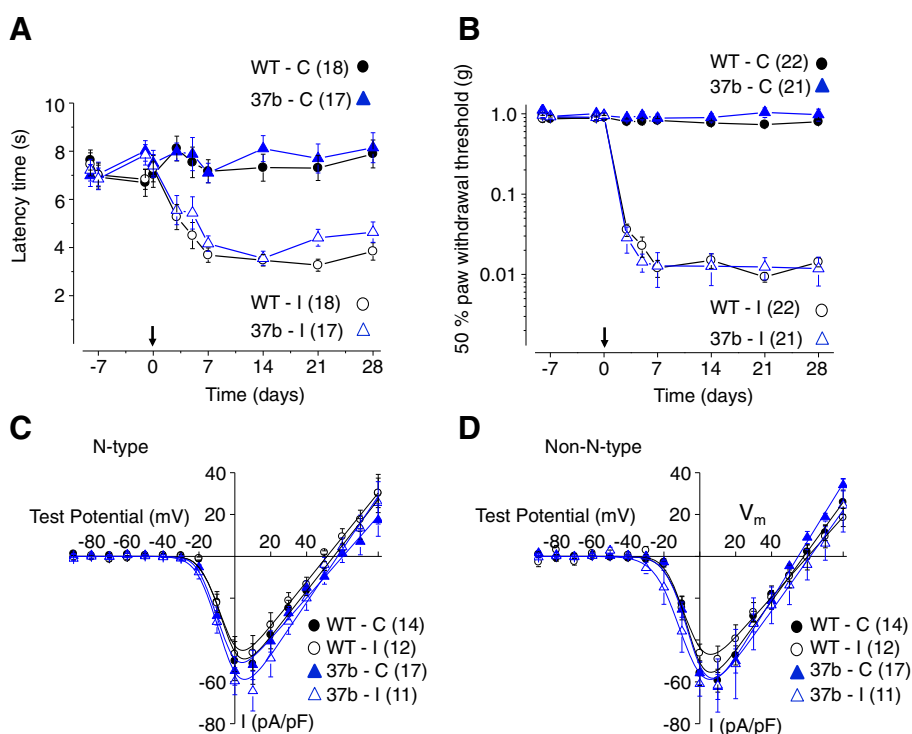 A
WT - C (18)
37b - C (17)
10
8
6
4
2
Latency time (s)
WT - I (18)
37b - I (17)
-7 0 7 14 21 28
Time (days)
B
WT - C (22)
37b - C (21)
1.0
0.1
0.01
50 % paw withdrawal threshold (g)
WT - I (22)
37b - I (21)
-7 0 7 14 21 28
Time (days)
C
N-type
40
20
Test Potential (mV)
-80 -60 -40 -20
20 40 60
-60
-80
I (pA/pF)
WT - C (14)
WT - I (12)
37b - C (17)
37b - I (11)
D
Non-N-type
40
20
Test Potential (mV)
Vm
-80 -60 -40 -20
20 40
-60
-80
I (pA/pF)
WT - C (14)
WT - I (12)
37b - C (17)
37b - I (11)